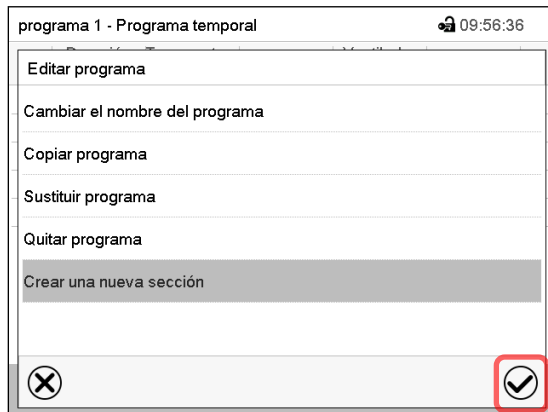 programa 1 - Programa temporal 09:56:36
Editar programa
Cambiar el nombre del programa
Copiar programa
Sustituir programa
Quitar programa
Crear una nueva sección